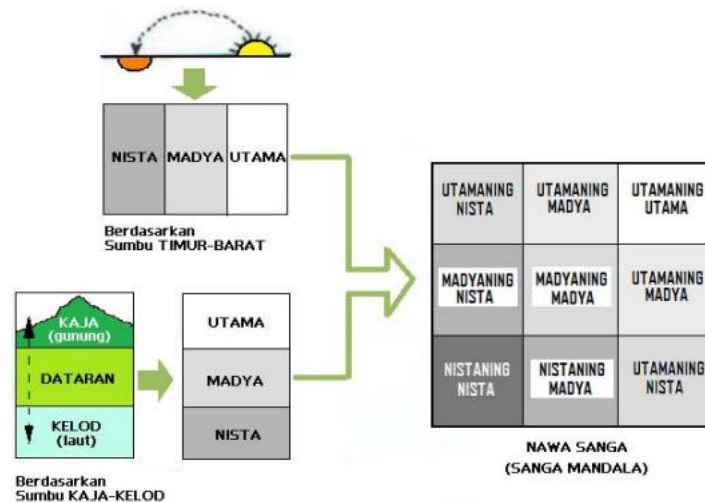 NISTA MADYA UTAMA
Berdasarkan
Sumbu TIMUR-BARAT
KAJA
(gunung)
DATARAN
KELOD
(laut)
Berdasarkan
Sumbu KAJA-KELOD
UTAMA
MADYA
NISTA
UTAMANING
NISTA
UTAMANING
MADYA
UTAMANING
UTAMA
MADYANING
NISTA
MADYANING
MADYA
UTAMANING
MADYA
NISTANING
NISTA
NISTANING
MADYA
UTAMANING
NISTA
NAWA SANGA
(SANGA MANDALA)